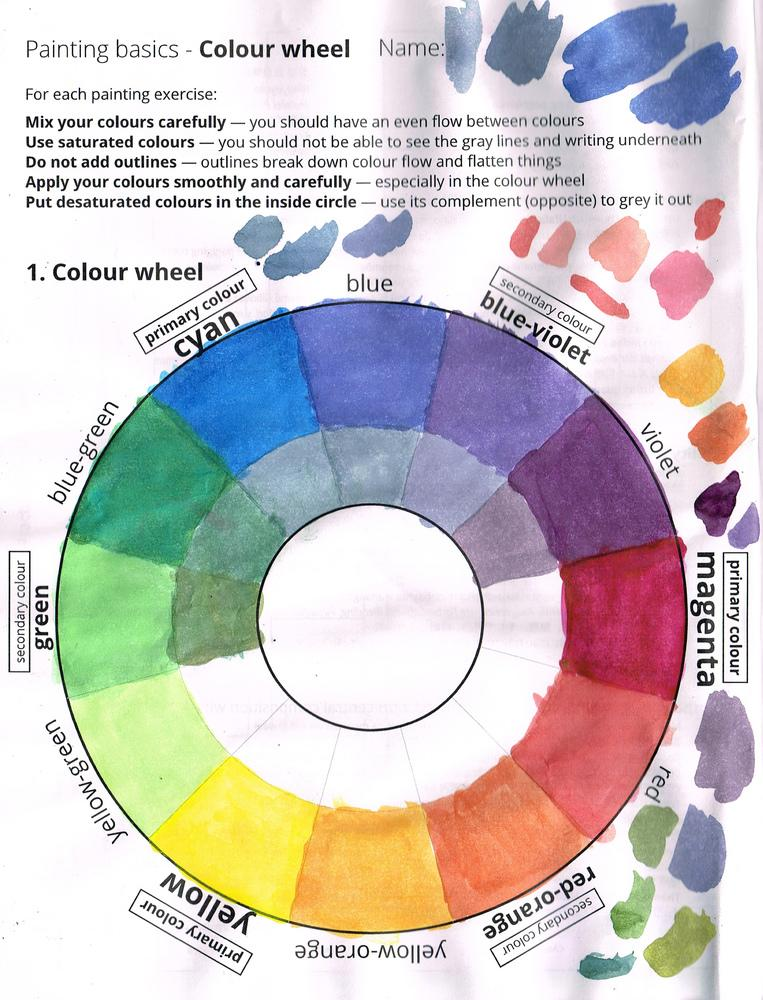 Painting basics - Colour wheel Name:
For each painting exercise:
Mix your colours carefully — you should have an even flow between colours
Use saturated colours — you should not be able to see the gray lines and writing underneath
Do not add outlines — outlines break down colour flow and flatten things
Apply your colours smoothly and carefully — especially in the colour wheel
Put desaturated colours in the inside circle — use its complement (opposite) to grey it out
1. Colour wheel
blue
secondary colour
blue-violet
violet
primary colour
magenta
red
red-orange
secondary colour
yellow-orange
yellow
primary colour
yellow-green
secondary colour
green
blue-green
primary colour
cyan